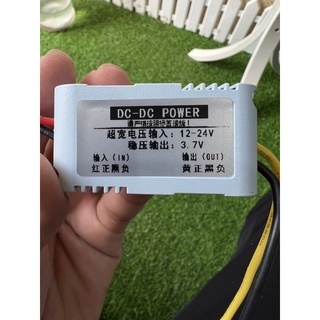 DC-DC POWER
超宽电压输入：12-24V
稳压输出：3.7V
输入（IN） 输出（OUT）
红正黑负 黄正黑负